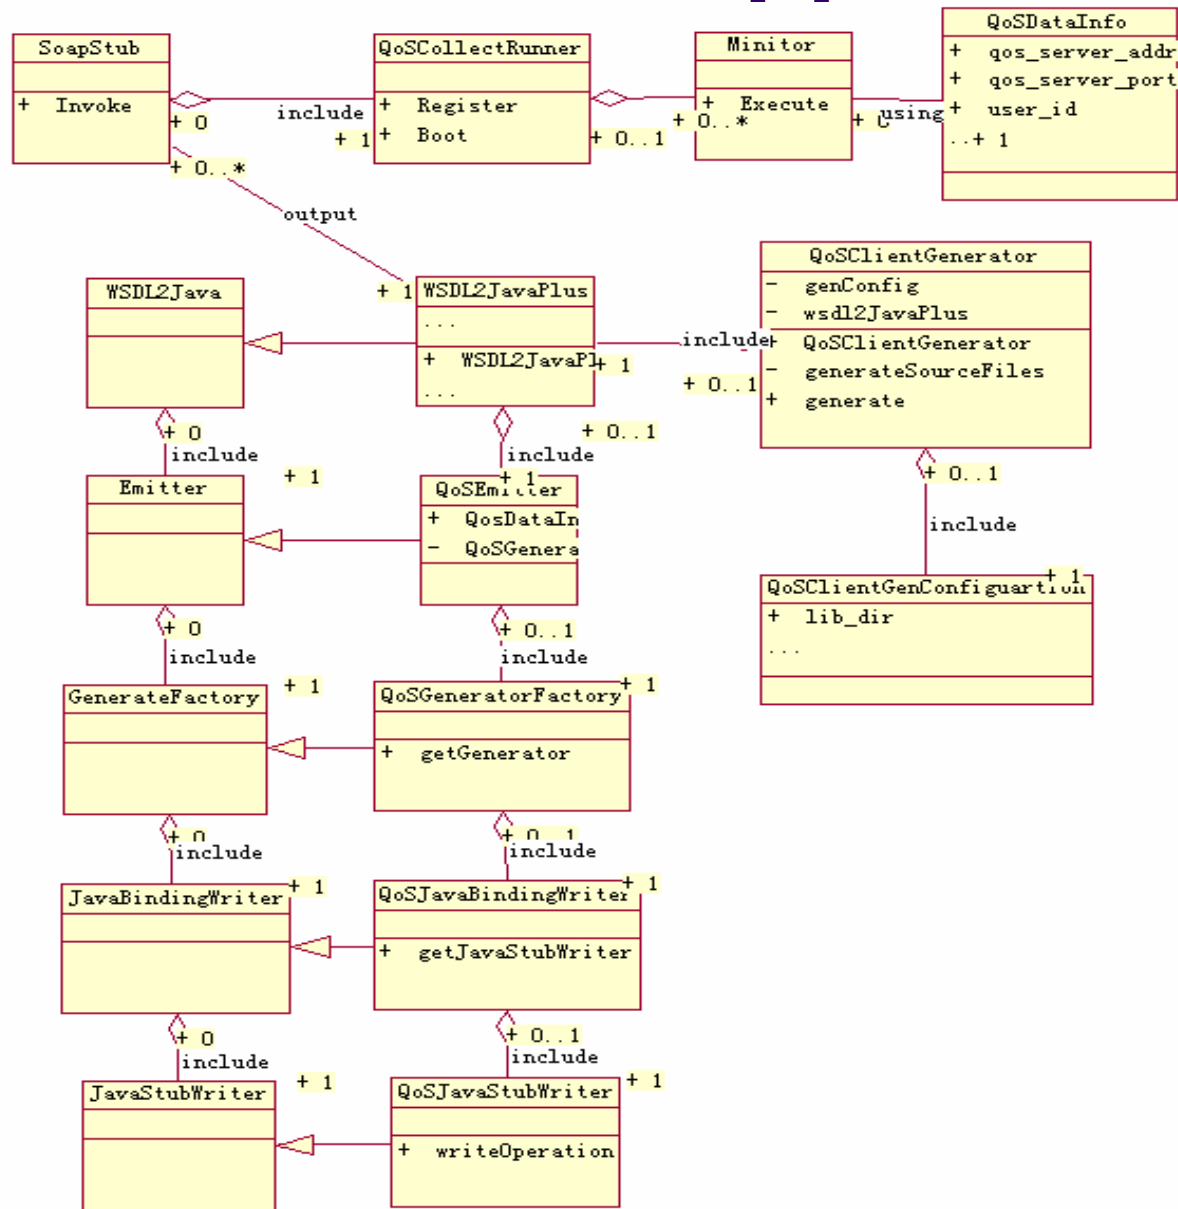 SoapStub
+ Invoke
+ 0
+ 0..*
include
+ 1
QoSCollectRunner
+ Register
+ Boot
+ 0..1
+ 0..*
Minitor
+ Execute
using
QoSDataInfo
+ qos_server_addr
+ qos_server_port
+ user_id
..+ 1
output
+ 1
WSDL2Java
WSDL2JavaPlus
...
+ WSDL2JavaPl
...
+ 1
include
+ 0..1
QoSClientGenerator
- genConfig
- wsdl2JavaPlus
+ QoSClientGenerator
- generateSourceFiles
+ generate
+ 0
include
+ 1
+ 0..1
include
+ 1
+ 0..1
include
+ 1
Emitter
QoSEmitter
+ QosDataIn
- QoSGenera
QoSClientGenConfiguartion
+ lib_dir
...
+ 0
include
+ 1
+ 0..1
include
+ 1
GenerateFactory
QoSGeneratorFactory
+ getGenerator
+ 0
include
+ 1
+ 0..1
include
+ 1
JavaBindingWriter
QoSJavaBindingWriter
+ getJavaStubWriter
+ 0
include
+ 1
+ 0..1
include
+ 1
JavaStubWriter
QoSJavaStubWriter
+ writeOperation